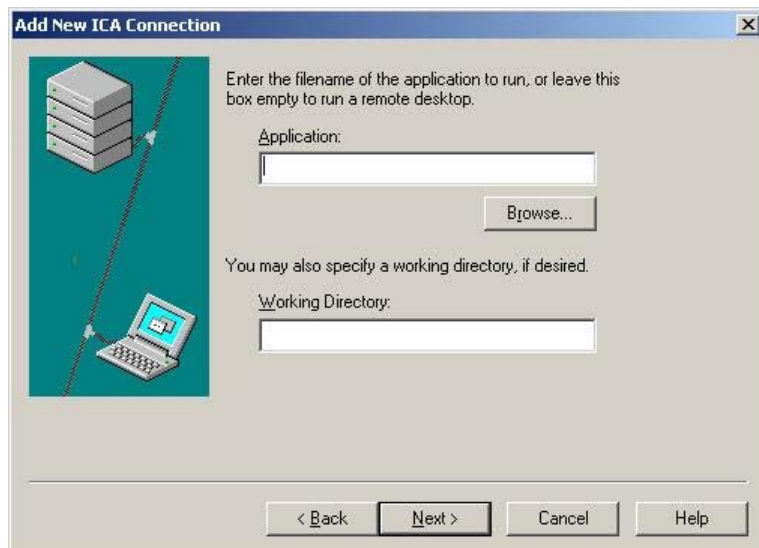 Add New ICA Connection
Enter the filename of the application to run, or leave this
box empty to run a remote desktop.
Application:
Browse...
You may also specify a working directory, if desired.
Working Directory:
< Back
Next >
Cancel
Help